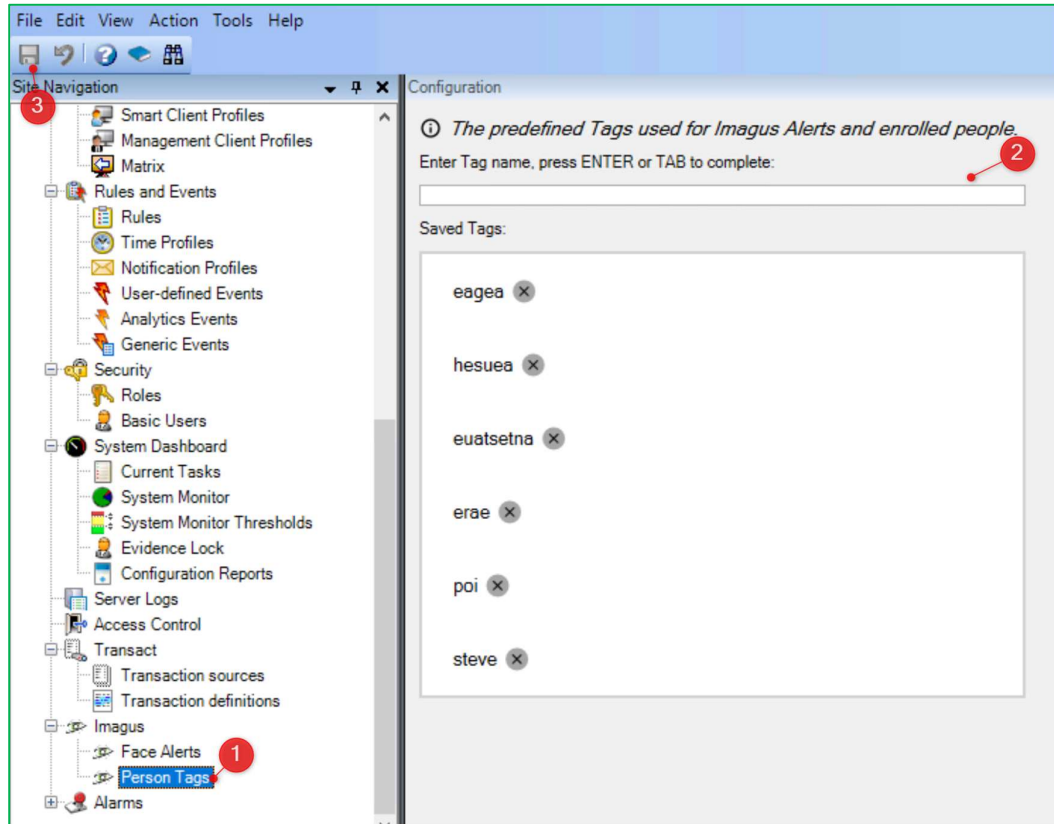 File Edit View Action Tools Help
3
Site Navigation
Smart Client Profiles
Management Client Profiles
Matrix
Rules and Events
Rules
Time Profiles
Notification Profiles
User-defined Events
Analytics Events
Generic Events
Security
Roles
Basic Users
System Dashboard
Current Tasks
System Monitor
System Monitor Thresholds
Evidence Lock
Configuration Reports
Server Logs
Access Control
Transact
Transaction sources
Transaction definitions
Imagus
Face Alerts
1
Person Tags
Alarms
Configuration
The predefined Tags used for Imagus Alerts and enrolled people.
2
Enter Tag name, press ENTER or TAB to complete:
Saved Tags:
eagea
hesuea
euatsetna
erae
poi
steve